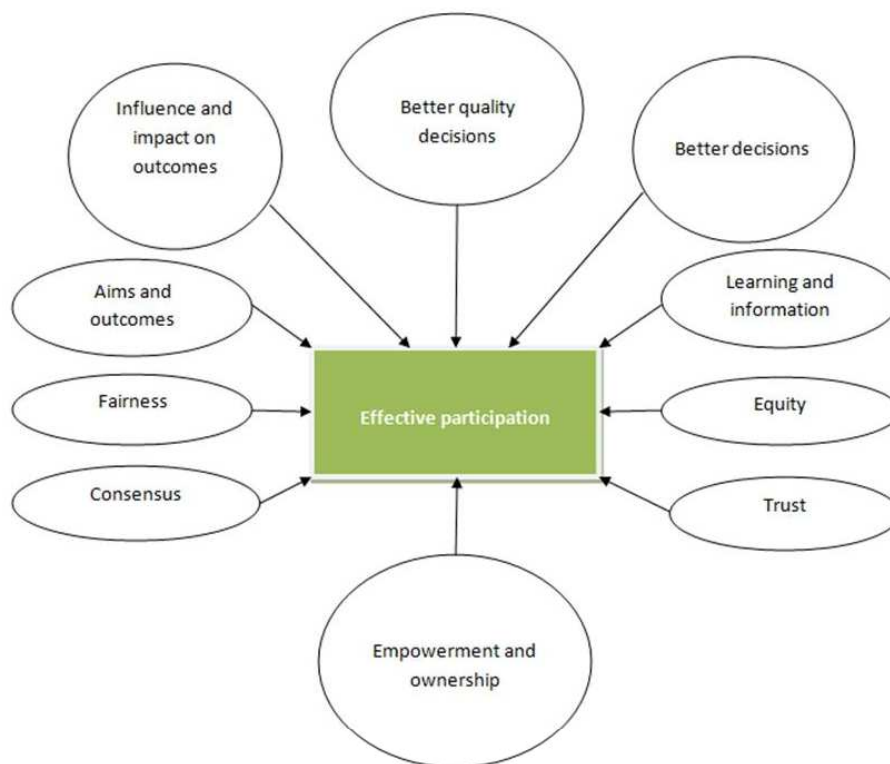 Influence and
impact on
outcomes
Better quality
decisions
Better decisions
Aims and
outcomes
Learning and
information
Fairness
Effective participation
Equity
Consensus
Trust
Empowerment and
ownership